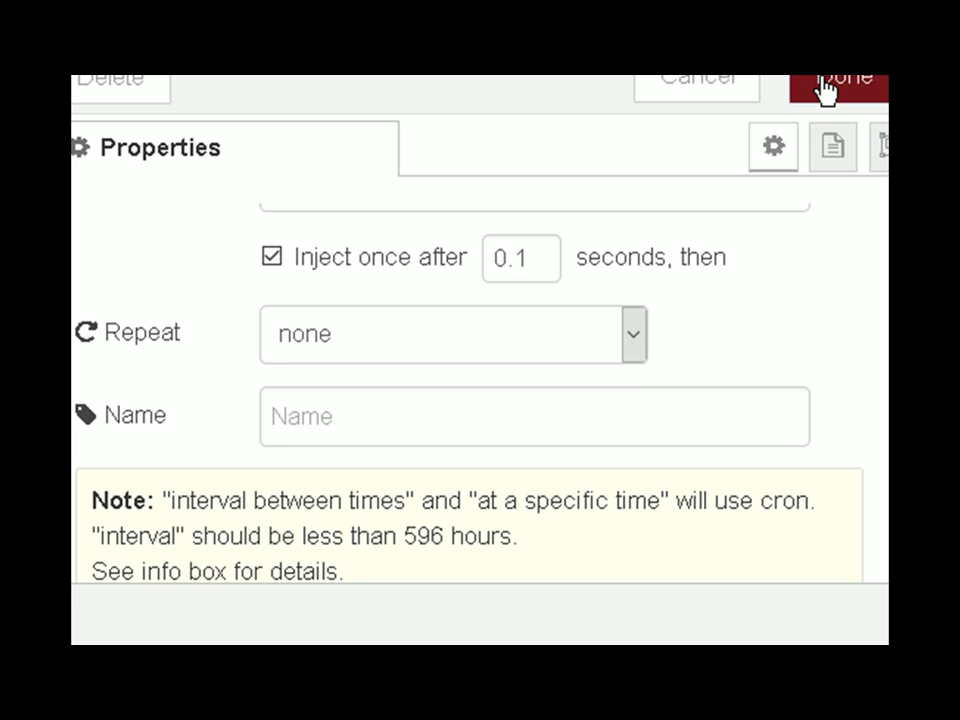 Delete Cancel Done
Properties
Inject once after 0.1 seconds, then
Repeat none
Name Name
Note: "interval between times" and "at a specific time" will use cron.
"interval" should be less than 596 hours.
See info box for details.